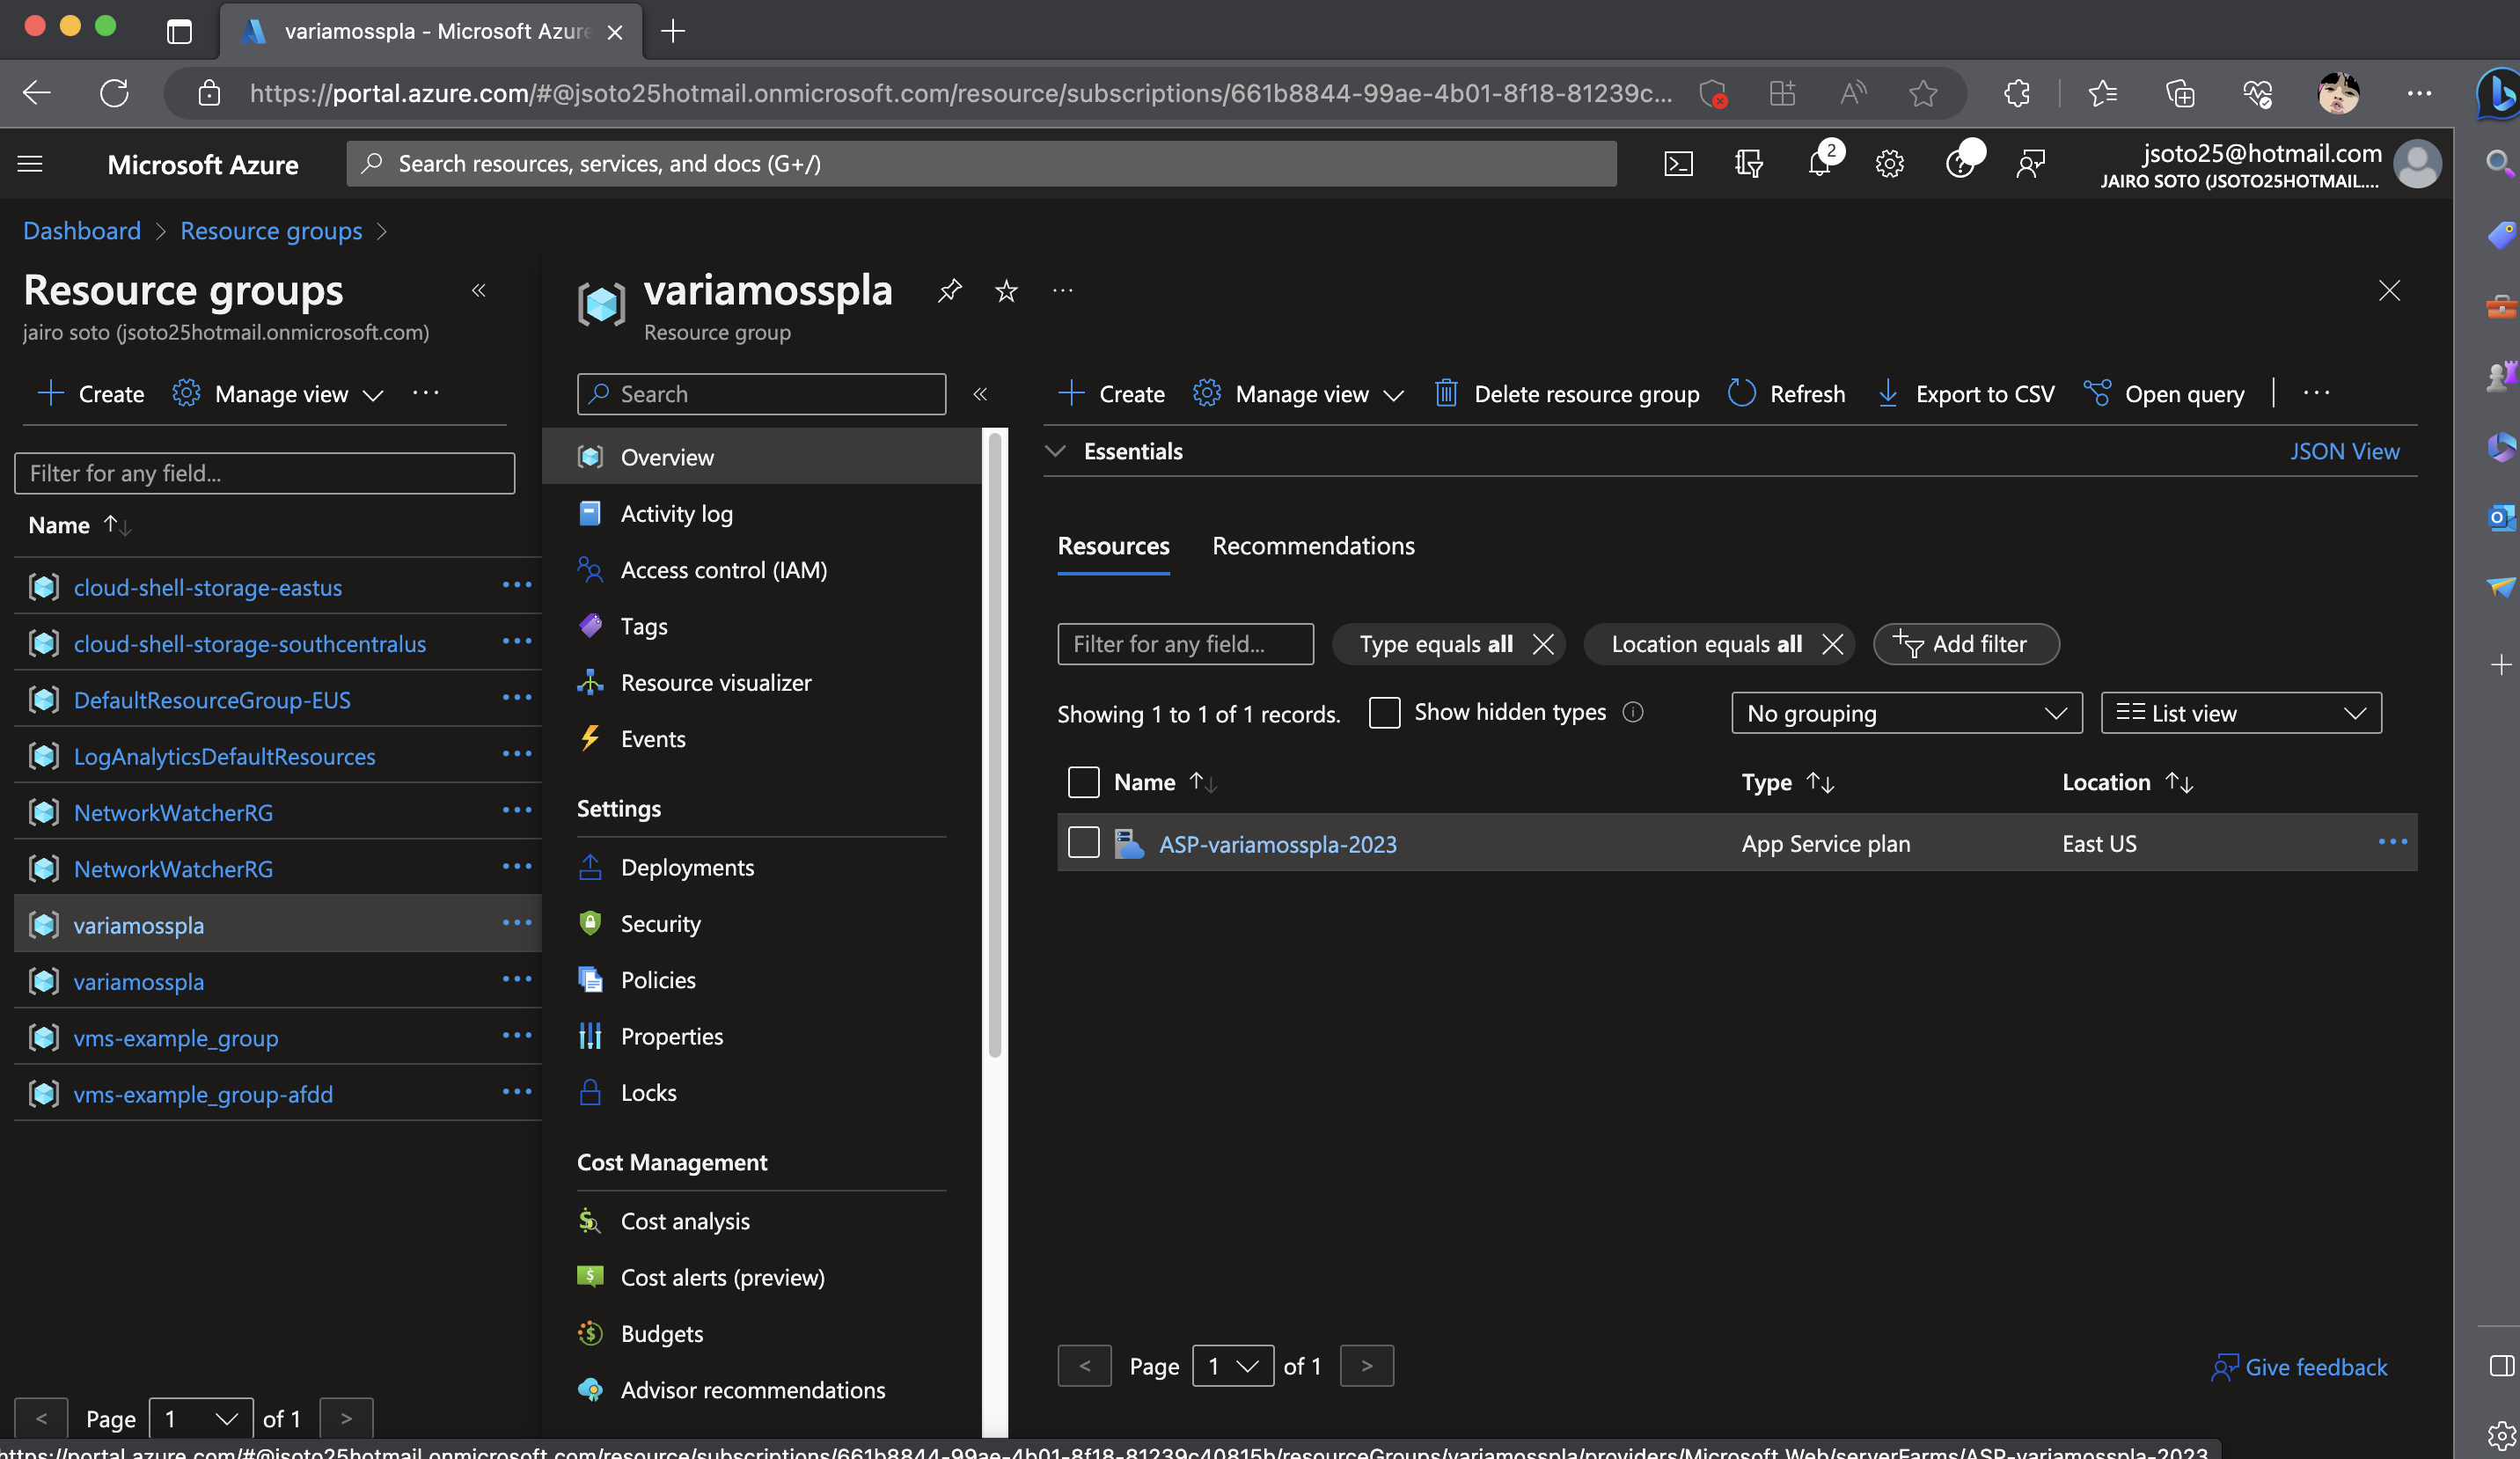 variamosspla - Microsoft Azure
https://portal.azure.com/#@jsoto25hotmail.onmicrosoft.com/resource/subscriptions/661b8844-99ae-4b01-8f18-81239c...
Microsoft Azure
Search resources, services, and docs (G+/)
2
jsoto25@hotmail.com
JAIRO SOTO (JSOTO25HOTMAIL....
Dashboard > Resource groups >
Resource groups
jairo soto (jsoto25hotmail.onmicrosoft.com)
Create
Manage view
Filter for any field...
Name
cloud-shell-storage-eastus
cloud-shell-storage-southcentralus
DefaultResourceGroup-EUS
LogAnalyticsDefaultResources
NetworkWatcherRG
NetworkWatcherRG
variamosspla
variamosspla
vms-example_group
vms-example_group-afdd
< Page 1 of 1 >
variamosspla
Resource group
Search
Overview
Activity log
Access control (IAM)
Tags
Resource visualizer
Events
Settings
Deployments
Security
Policies
Properties
Locks
Cost Management
Cost analysis
Cost alerts (preview)
Budgets
Advisor recommendations
Create Manage view Delete resource group Refresh Export to CSV Open query
Essentials
JSON View
Resources Recommendations
Filter for any field... Type equals all Location equals all Add filter
Showing 1 to 1 of 1 records. Show hidden types No grouping List view
Name Type Location
ASP-variamosspla-2023 App Service plan East US
< Page 1 of 1 >
Give feedback
https://portal.azure.com/#@jsoto25hotmail.onmicrosoft.com/resource/subscriptions/661b8844-99ae-4b01-8f18-81239c40815b/resourceGroups/variamosspla/providers/Microsoft.Web/serverFarms/ASP-variamosspla-2023